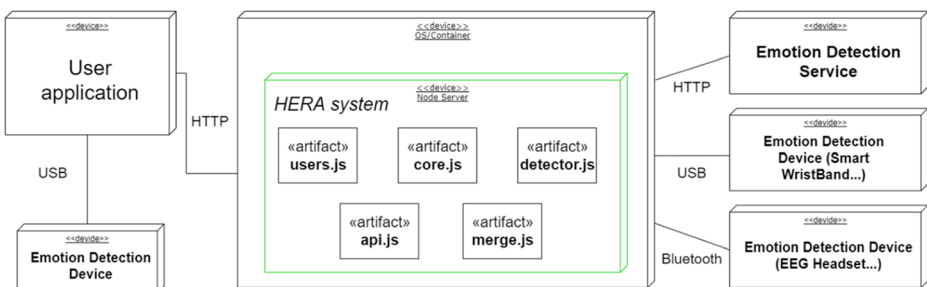 <<device>>
User
application
USB
<<devide>>
Emotion Detection
Device
HTTP
<<device>>
OS/Container
<<device>>
Node Server
HERA system
«artifact»
users.js
«artifact»
core.js
«artifact»
detector.js
«artifact»
api.js
«artifact»
merge.js
HTTP
USB
Bluetooth
<<devide>>
Emotion Detection
Service
<<devide>>
Emotion Detection
Device (Smart
WristBand...)
<<devide>>
Emotion Detection Device
(EEG Headset...)